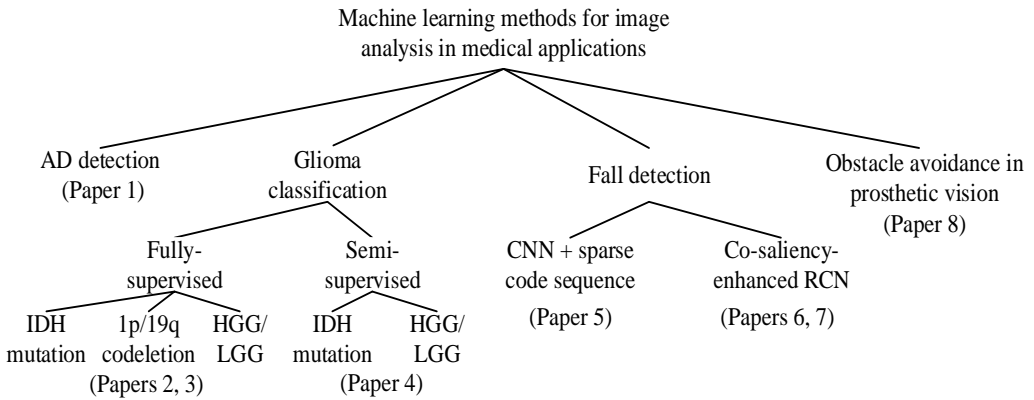 Machine learning methods for image
analysis in medical applications
AD detection
(Paper 1)
Glioma
classification
Fall detection
Obstacle avoidance in
prosthetic vision
(Paper 8)
Fully-
supervised
Semi-
supervised
CNN + sparse
code sequence
(Paper 5)
Co-saliency-
enhanced RCN
(Papers 6, 7)
IDH
mutation
1p/19q
codeletion
HGG/
LGG
(Papers 2, 3)
IDH
mutation
HGG/
LGG
(Paper 4)